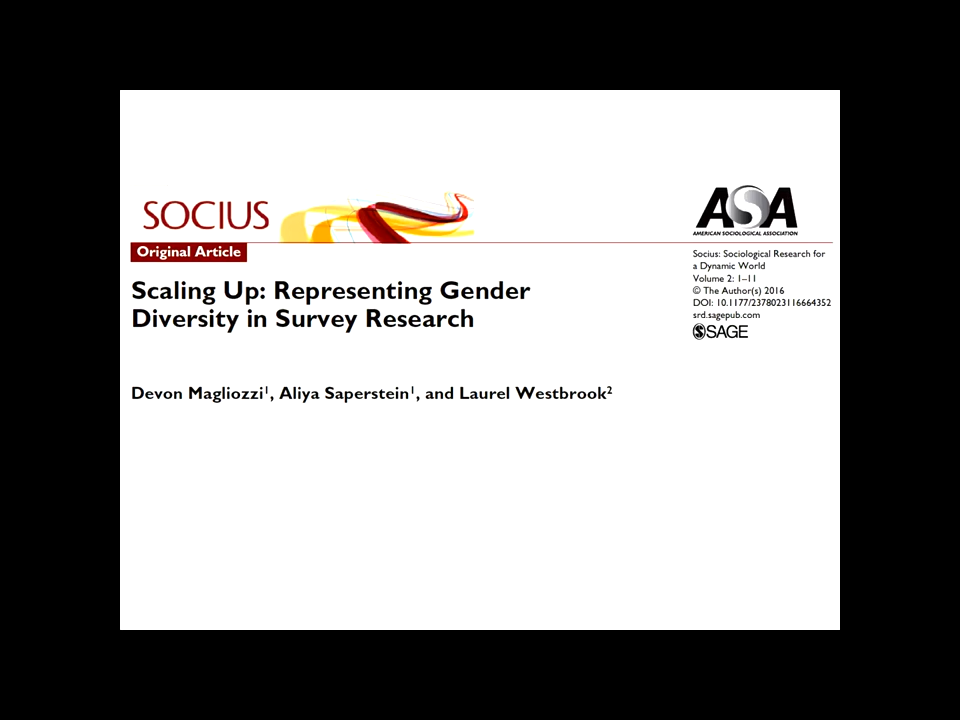 SOCIUS
ASA
AMERICAN SOCIOLOGICAL ASSOCIATION
Original Article
Socius: Sociological Research for
a Dynamic World
Volume 2: 1–11
© The Author(s) 2016
DOI: 10.1177/2378023116664352
srd.sagepub.com
SAGE
Scaling Up: Representing Gender
Diversity in Survey Research
Devon Magliozzi¹, Aliya Saperstein¹, and Laurel Westbrook²